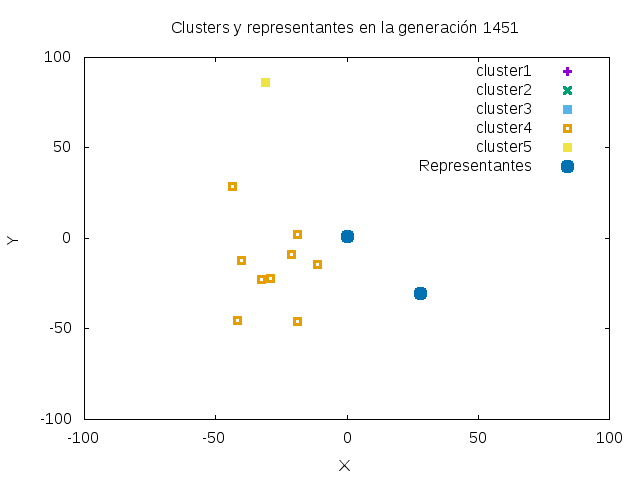 Clusters y representantes en la generación 1451
100
50
0
-50
-100
-100
-50
0
50
100
Y
X
cluster1
cluster2
cluster3
cluster4
cluster5
Representantes